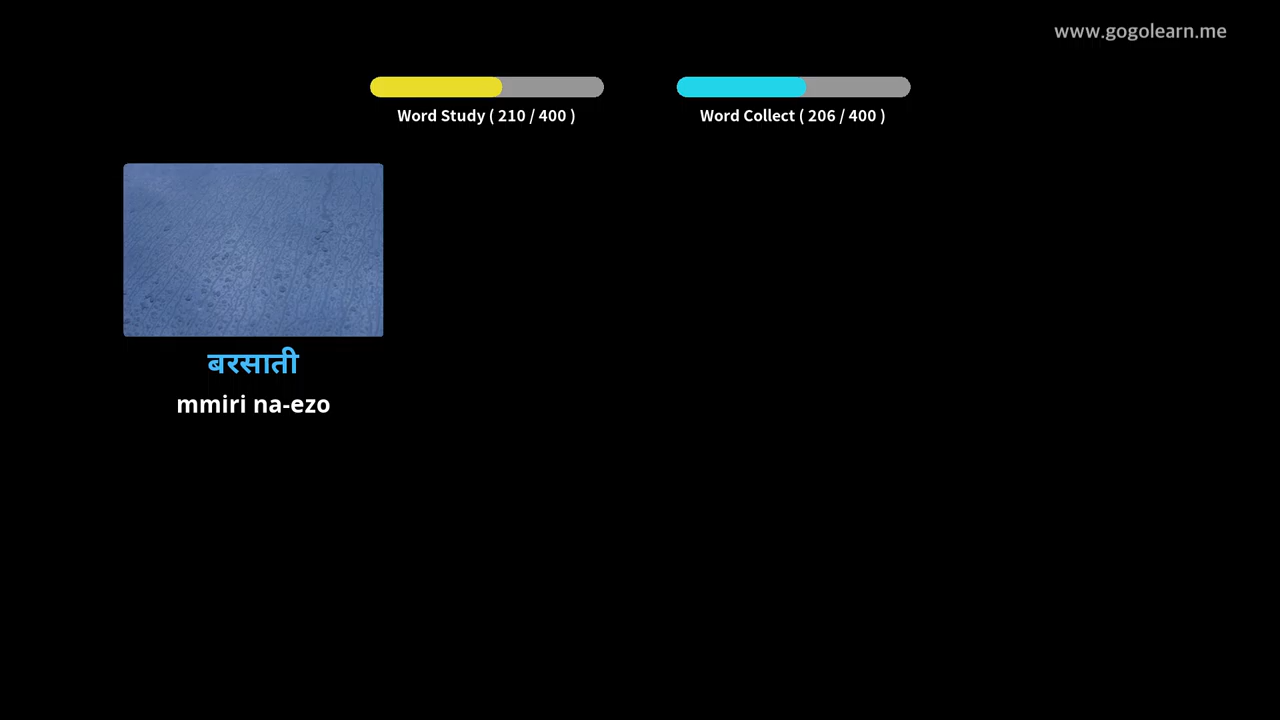 www.gogolearn.me
Word Study ( 210 / 400 )
Word Collect ( 206 / 400 )
बरसाती
mmiri na-ezo